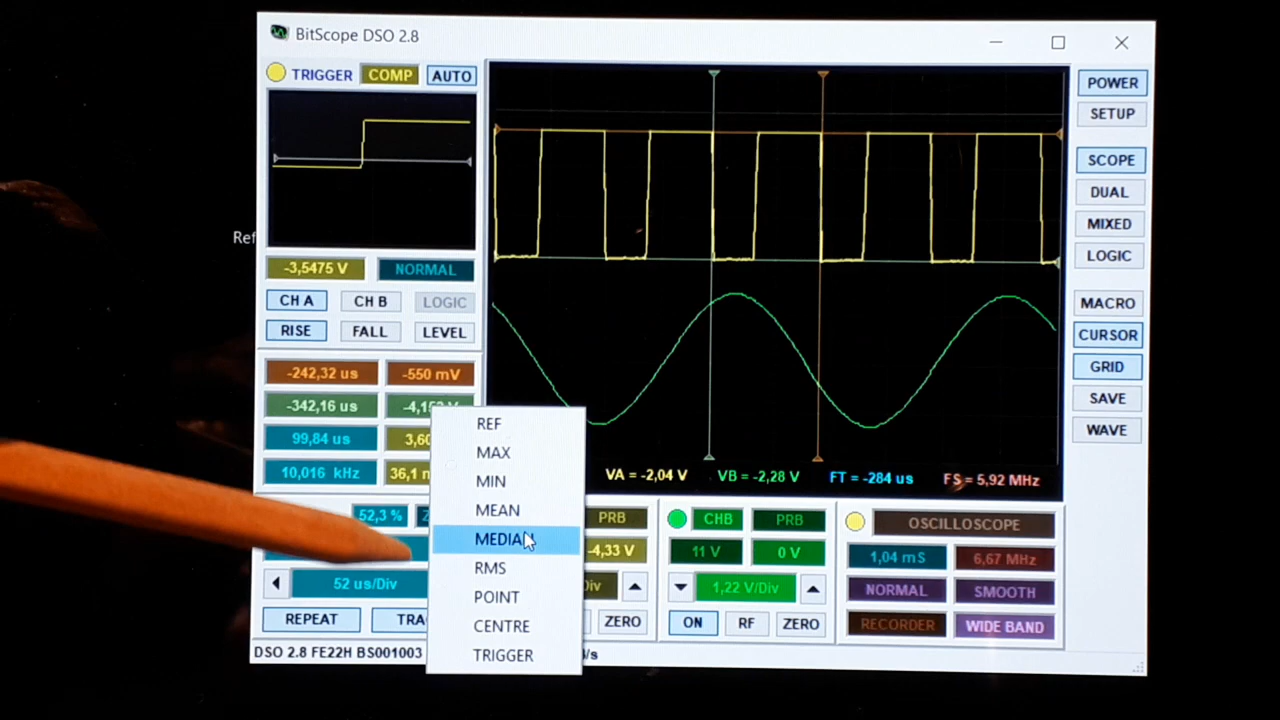 BitScope DSO 2.8
TRIGGER COMP AUTO
POWER
SETUP
SCOPE
DUAL
MIXED
LOGIC
MACRO
CURSOR
GRID
SAVE
WAVE
Ref
-3,5475 V NORMAL
CH A CH B LOGIC
RISE FALL LEVEL
-242,32 us -550 mV
-342,16 us
99,84 us
10,016 kHz
REF
MAX
MIN
MEAN
MEDIAN
RMS
POINT
CENTRE
TRIGGER
VA = -2,04 V VB = -2,28 V FT = -284 us FS = 5,92 MHz
52,3 %
PRB
-4,33 V
ZERO
CHB PRB
11 V 0 V
1,22 V/Div
ON RF ZERO
OSCILLOSCOPE
1,04 mS 6,67 MHz
NORMAL SMOOTH
RECORDER WIDE BAND
52 us/Div
REPEAT
DSO 2.8 FE22H BS001003